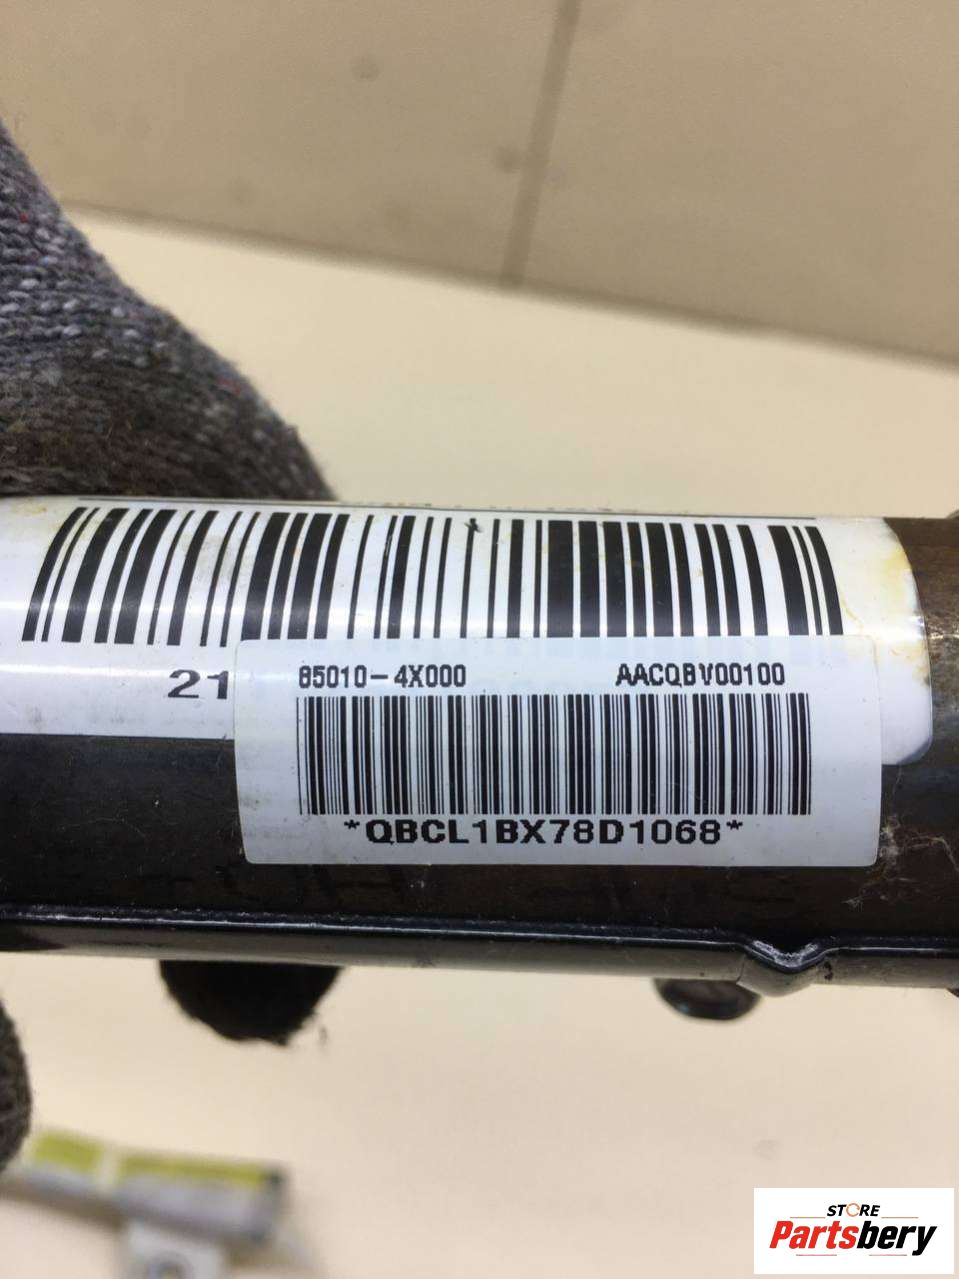 21
85010-4X000 AACQBV00100
*QBCL1BX78D1068*
STORE
Partsbery